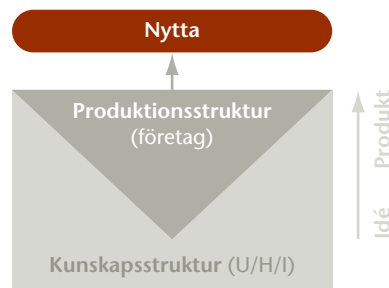 Nytta
Produktionsstruktur
(företag)
Kunskapsstruktur (U/H/I)
Idé
Produkt